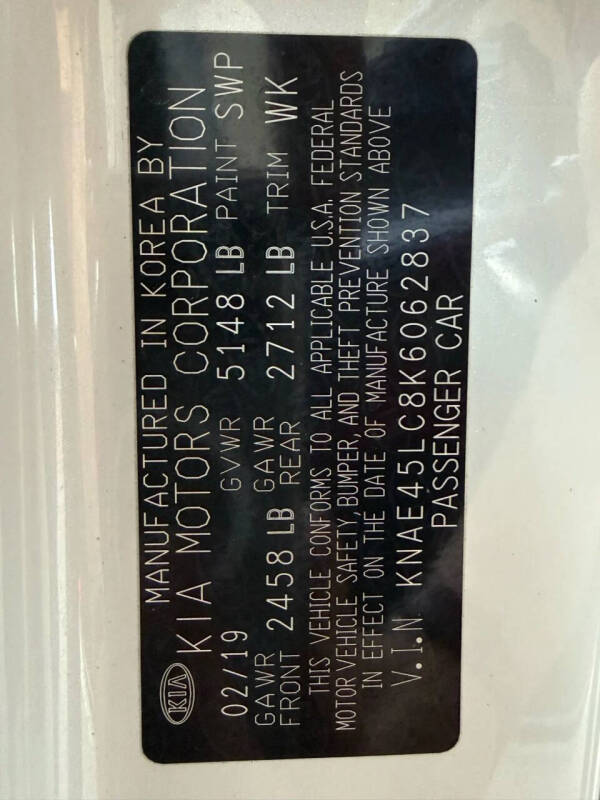 MANUFACTURED IN KOREA BY
KIA KIA MOTORS CORPORATION
02/19 GVWR 5148 LB PAINT SWP
GAWR FRONT 2458 LB GAWR REAR 2712 LB TRIM WK
THIS VEHICLE CONFORMS TO ALL APPLICABLE U.S.A. FEDERAL
MOTOR VEHICLE SAFETY, BUMPER, AND THEFT PREVENTION STANDARDS
IN EFFECT ON THE DATE OF MANUFACTURE SHOWN ABOVE
V.I.N KNAE45LC8K6062837
PASSENGER CAR